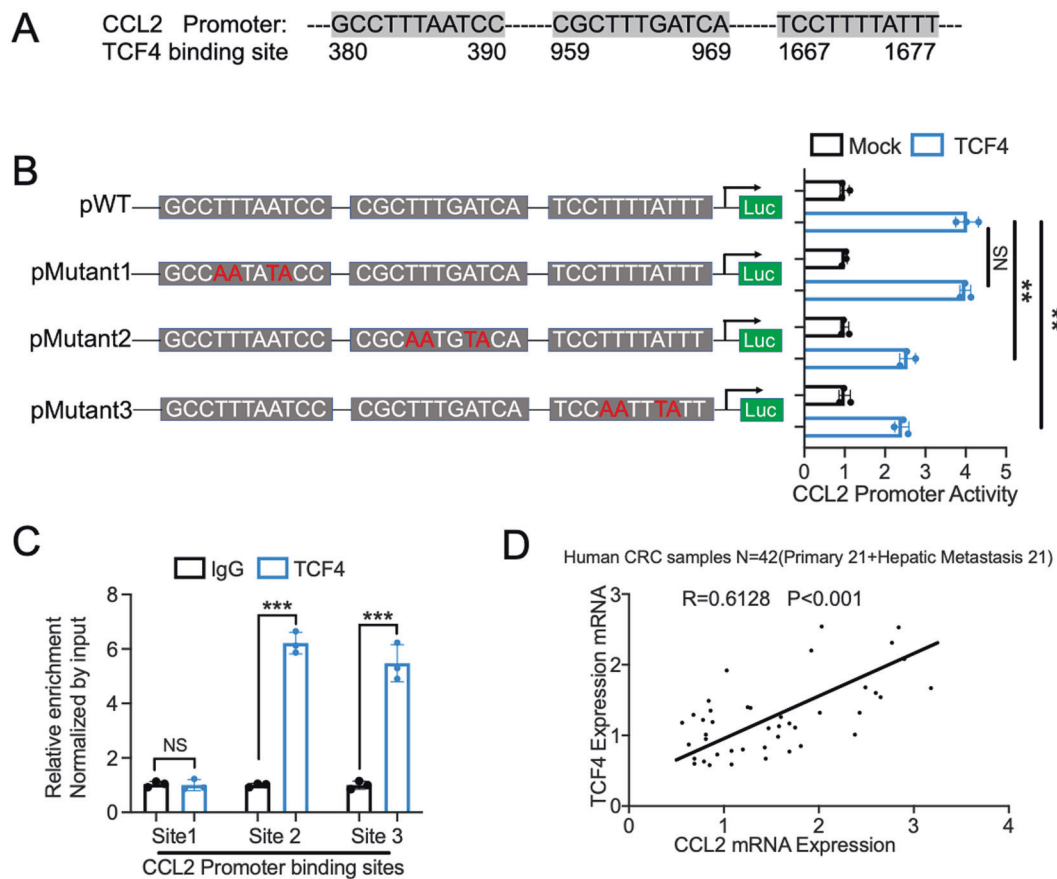 A
CCL2 Promoter: ---GCCTTTAATCC----CGCTTTGATCA----TCCTTTTATTT---
TCF4 binding site 380 390 959 969 1667 1677
B
Mock TCF4
pWT GCCTTTAATCC CGCTTTGATCA TCCTTTTATTT Luc
pMutant1 GCCAATATACC CGCTTTGATCA TCCTTTTATTT Luc
pMutant2 GCCTTTAATCC CGCAATGTACA TCCTTTTATTT Luc
pMutant3 GCCTTTAATCC CGCTTTGATCA TCCAATTTATT Luc
NS
**
**
0 1 2 3 4 5
CCL2 Promoter Activity
C
IgG TCF4
Relative enrichment
Normalized by input
8
6
4
2
0
NS
***
***
Site1 Site 2 Site 3
CCL2 Promoter binding sites
D
Human CRC samples N=42(Primary 21+Hepatic Metastasis 21)
R=0.6128 P<0.001
TCF4 Expression mRNA
3
2
1
0
0 1 2 3 4
CCL2 mRNA Expression